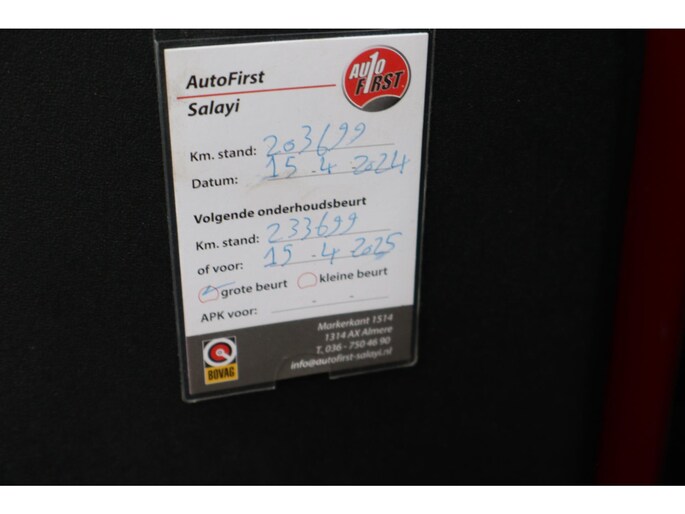 AutoFirst
Salayi
AUTO
FIRST
Km. stand: 203699
Datum: 15.4.2024
Volgende onderhoudsbeurt
Km. stand: 233699
of voor: 15.4.2025
grote beurt kleine beurt
APK voor: - -
Markerkant 1514
1314 AX Almere
T. 036 - 750 46 90
info@autofirst-salayi.nl
BOVAG